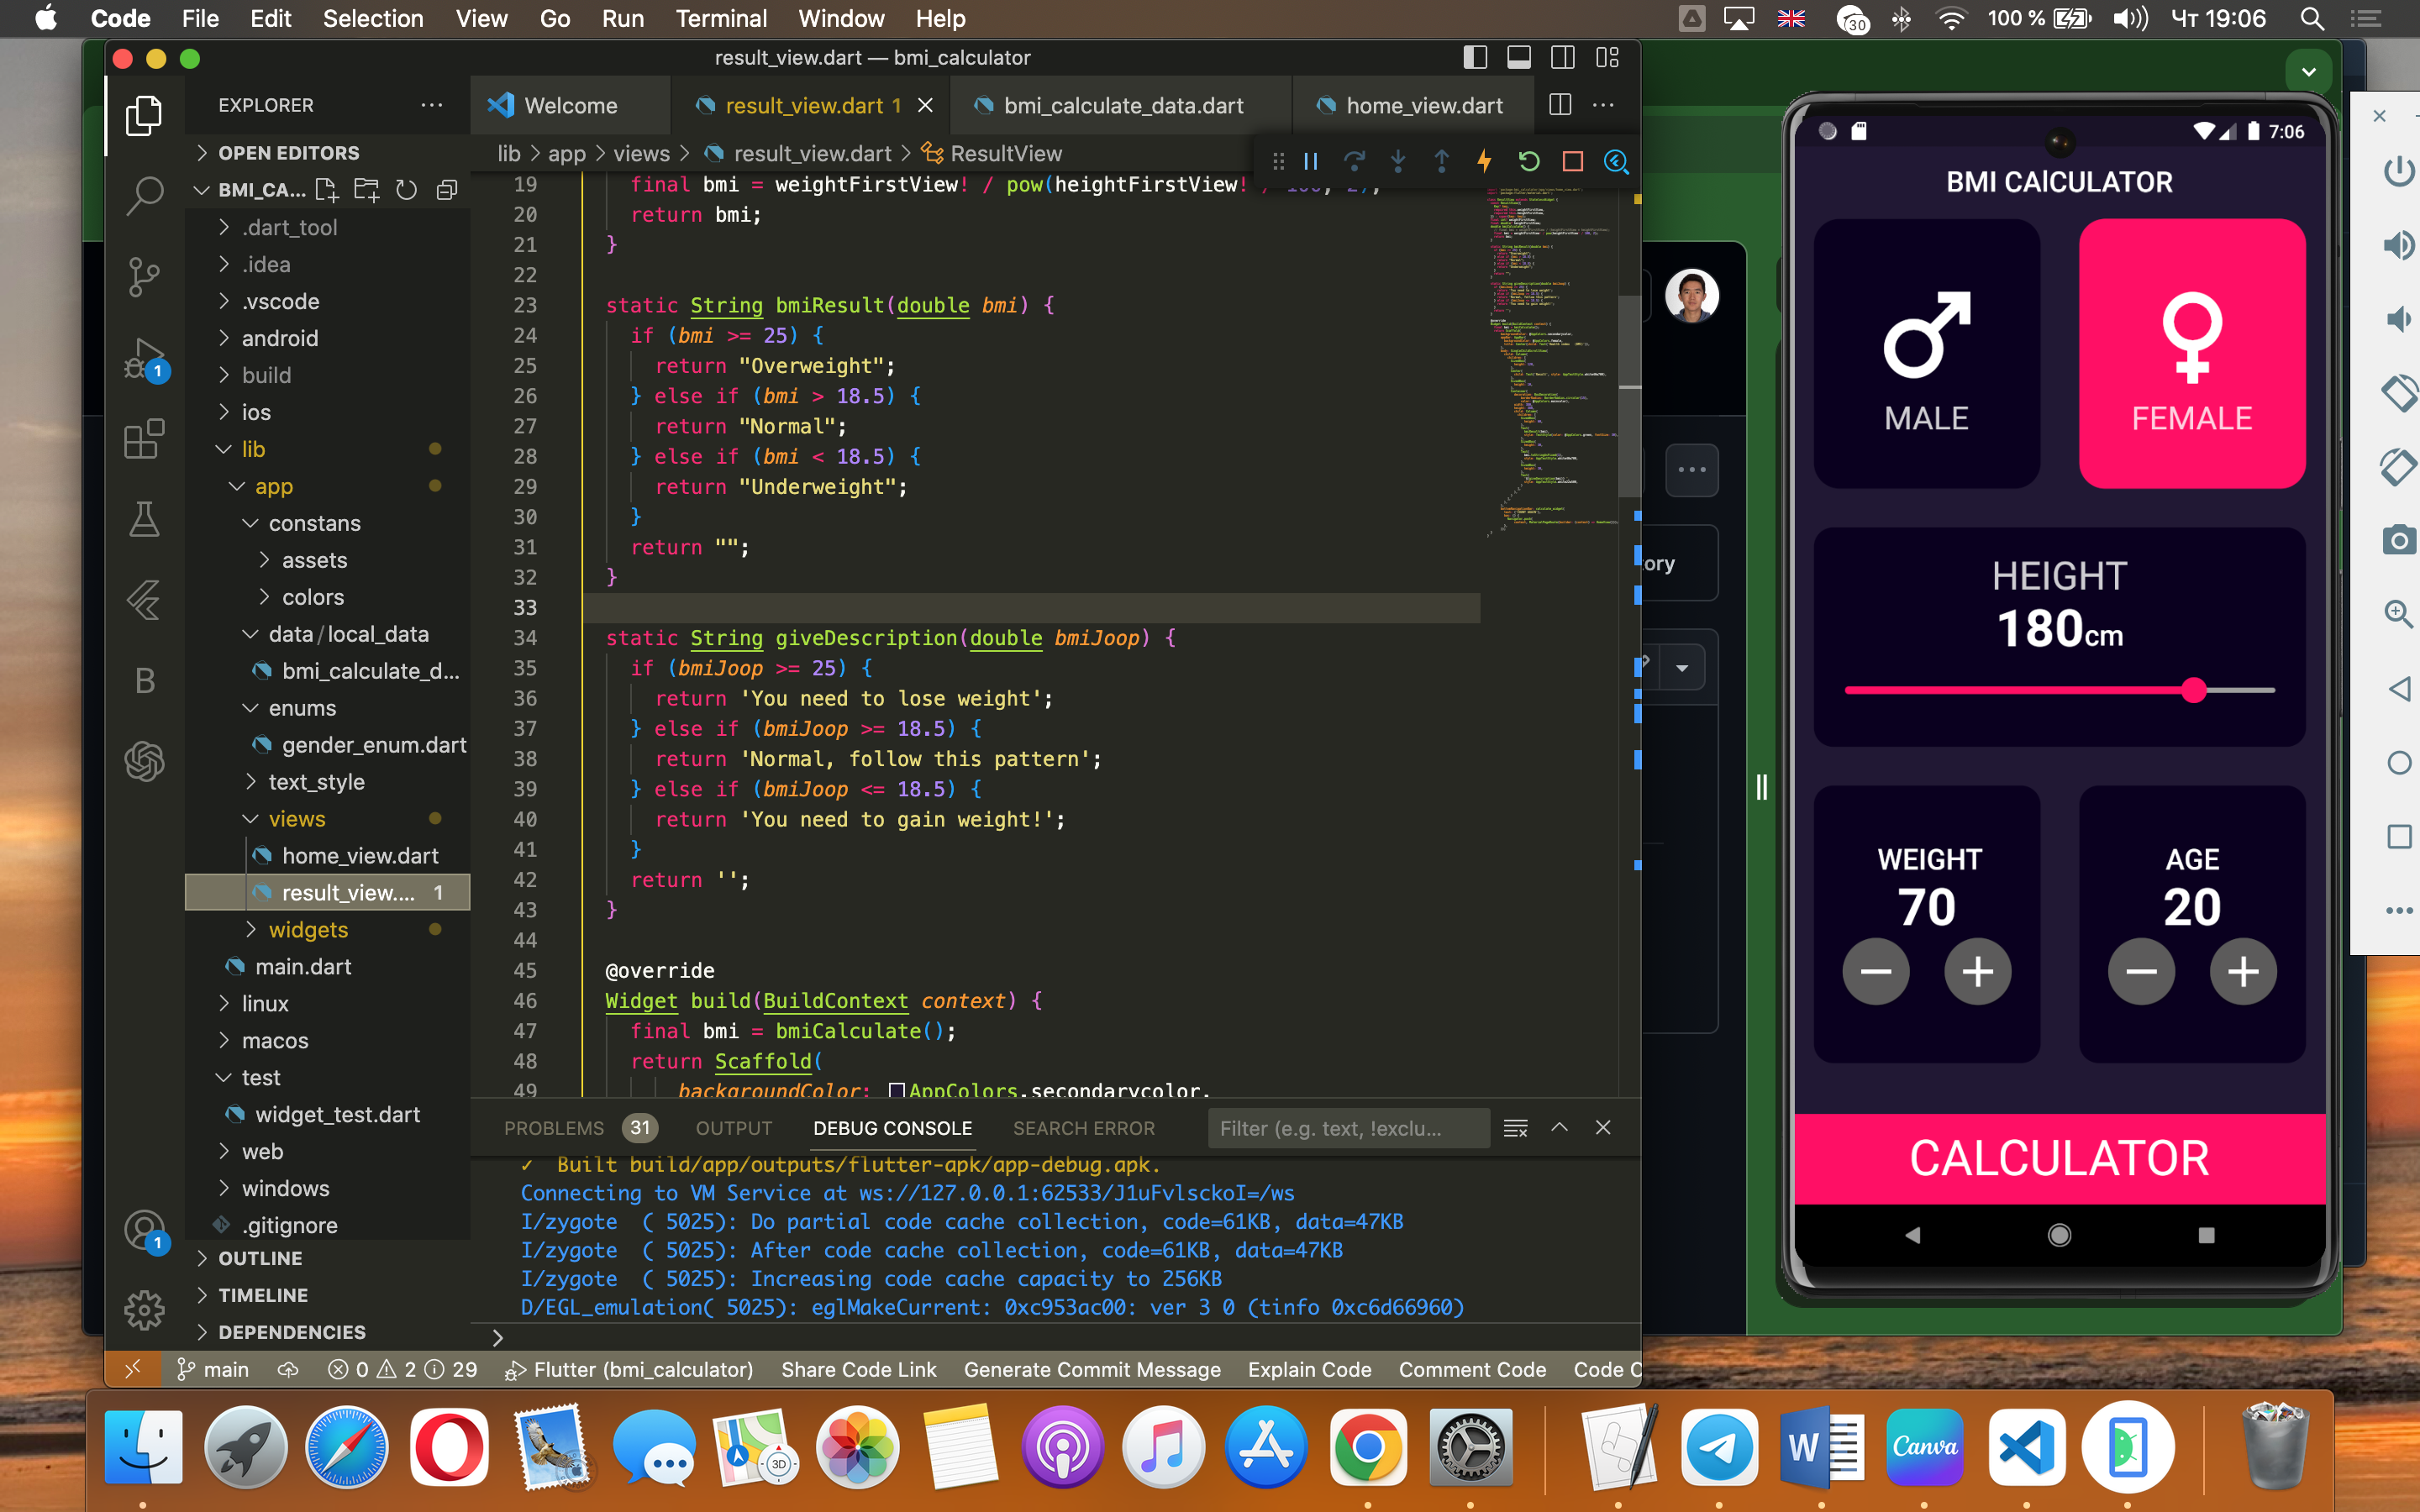 Code File Edit Selection View Go Run Terminal Window Help
30 100 % Чт 19:06
result_view.dart — bmi_calculator
EXPLORER
Welcome
result_view.dart 1
bmi_calculate_data.dart
home_view.dart
lib > app > views > result_view.dart > ResultView
OPEN EDITORS
BMI_CA...
.dart_tool
.idea
.vscode
android
build
ios
lib
app
constans
assets
colors
data/local_data
bmi_calculate_d...
enums
gender_enum.dart
text_style
views
home_view.dart
result_view.... 1
widgets
main.dart
linux
macos
test
widget_test.dart
web
windows
.gitignore
OUTLINE
TIMELINE
DEPENDENCIES
1
B
1
19 final bmi = weightFirstView! / pow(heightFirstView! / 100, 2);
20 return bmi;
21 }
22
23 static String bmiResult(double bmi) {
24 if (bmi >= 25) {
25 return "Overweight";
26 } else if (bmi > 18.5) {
27 return "Normal";
28 } else if (bmi < 18.5) {
29 return "Underweight";
30 }
31 return "";
32 }
33
34 static String giveDescription(double bmiJoop) {
35 if (bmiJoop >= 25) {
36 return 'You need to lose weight';
37 } else if (bmiJoop >= 18.5) {
38 return 'Normal, follow this pattern';
39 } else if (bmiJoop <= 18.5) {
40 return 'You need to gain weight!';
41 }
42 return '';
43 }
44
45 @override
46 Widget build(BuildContext context) {
47 final bmi = bmiCalculate();
48 return Scaffold(
49 backgroundColor: AppColors.secondarycolor,
PROBLEMS 31 OUTPUT DEBUG CONSOLE SEARCH ERROR Filter (e.g. text, !exclu...
✓ Built build/app/outputs/flutter-apk/app-debug.apk.
Connecting to VM Service at ws://127.0.0.1:62533/J1uFvlsckoI=/ws
I/zygote ( 5025): Do partial code cache collection, code=61KB, data=47KB
I/zygote ( 5025): After code cache collection, code=61KB, data=47KB
I/zygote ( 5025): Increasing code cache capacity to 256KB
D/EGL_emulation( 5025): eglMakeCurrent: 0xc953ac00: ver 3 0 (tinfo 0xc6d66960)
>
main 0 2 29 Flutter (bmi_calculator) Share Code Link Generate Commit Message Explain Code Comment Code Code C
ory
7:06
BMI CAlCULATOR
MALE
FEMALE
HEIGHT
180cm
WEIGHT
70
AGE
20
CALCULATOR
3D
W
Canva